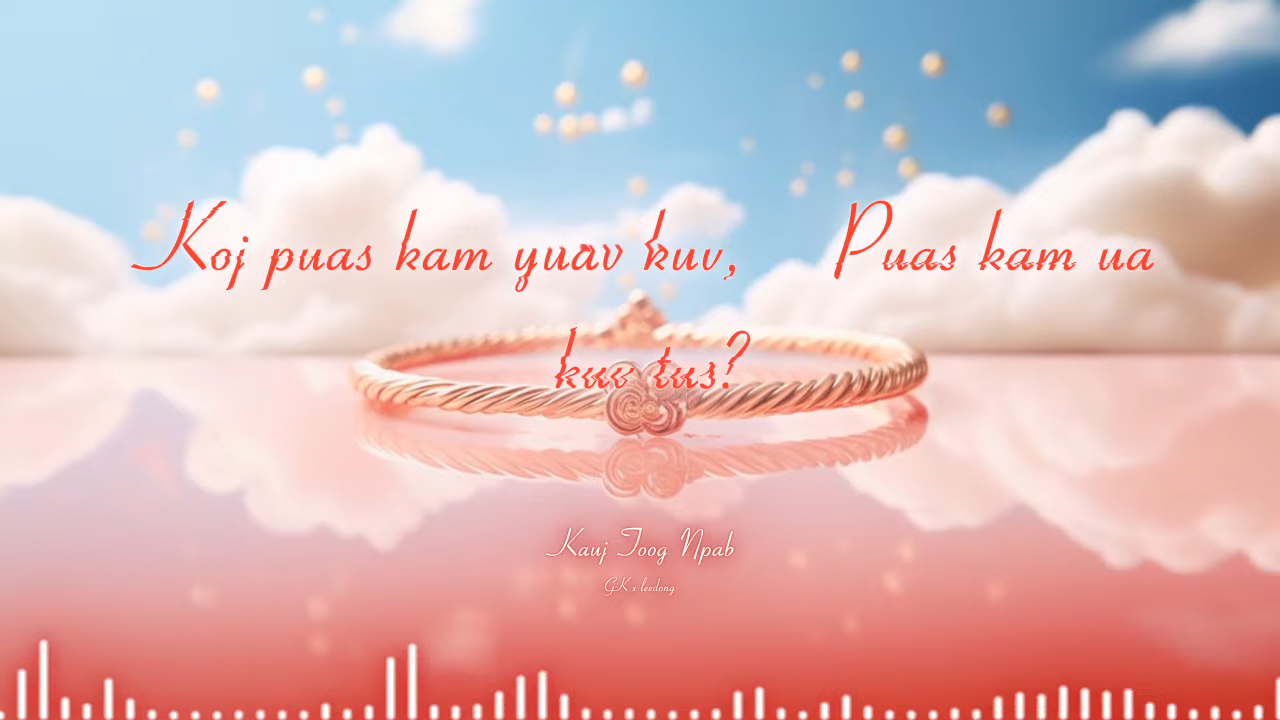 Koj puas kam yuav kuv, Puas kam ua
kuv tus?
Kauj Toog Npab
GK x leedong